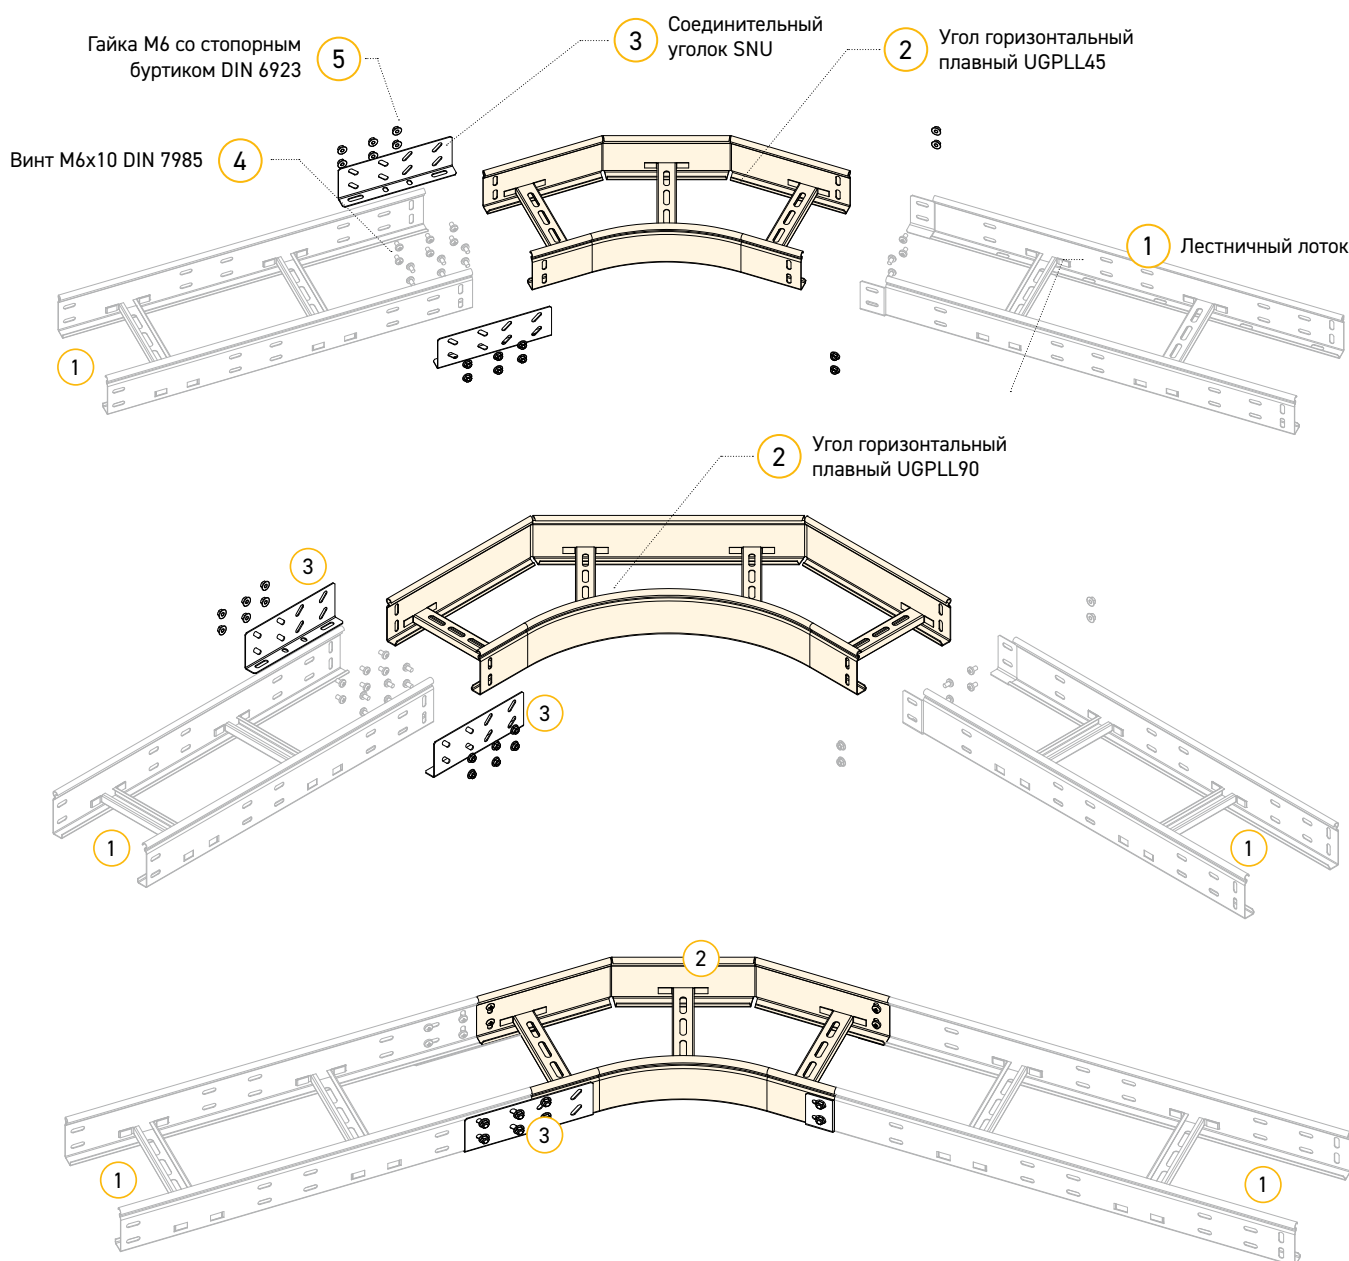 Гайка М6 со стопорным
буртиком DIN 6923
5
3
Соединительный
уголок SNU
2
Угол горизонтальный
плавный UGPLL45
Винт М6х10 DIN 7985
4
1
Лестничный лоток
1
2
Угол горизонтальный
плавный UGPLL90
3
3
1
1
2
3
1
1